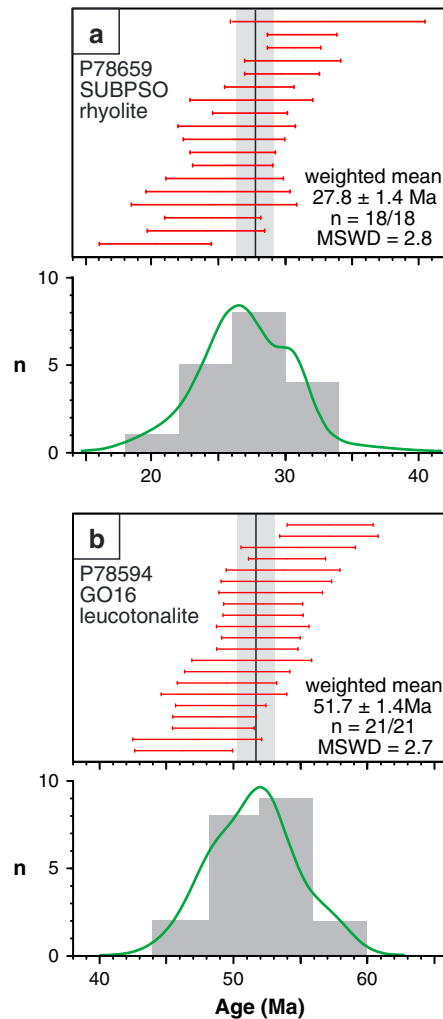 a
P78659
SUBPSO
rhyolite
weighted mean
27.8 ± 1.4 Ma
n = 18/18
MSWD = 2.8
10
5
0
n
20 30 40
b
P78594
GO16
leucotonalite
weighted mean
51.7 ± 1.4Ma
n = 21/21
MSWD = 2.7
10
5
0
n
40 50 60
Age (Ma)